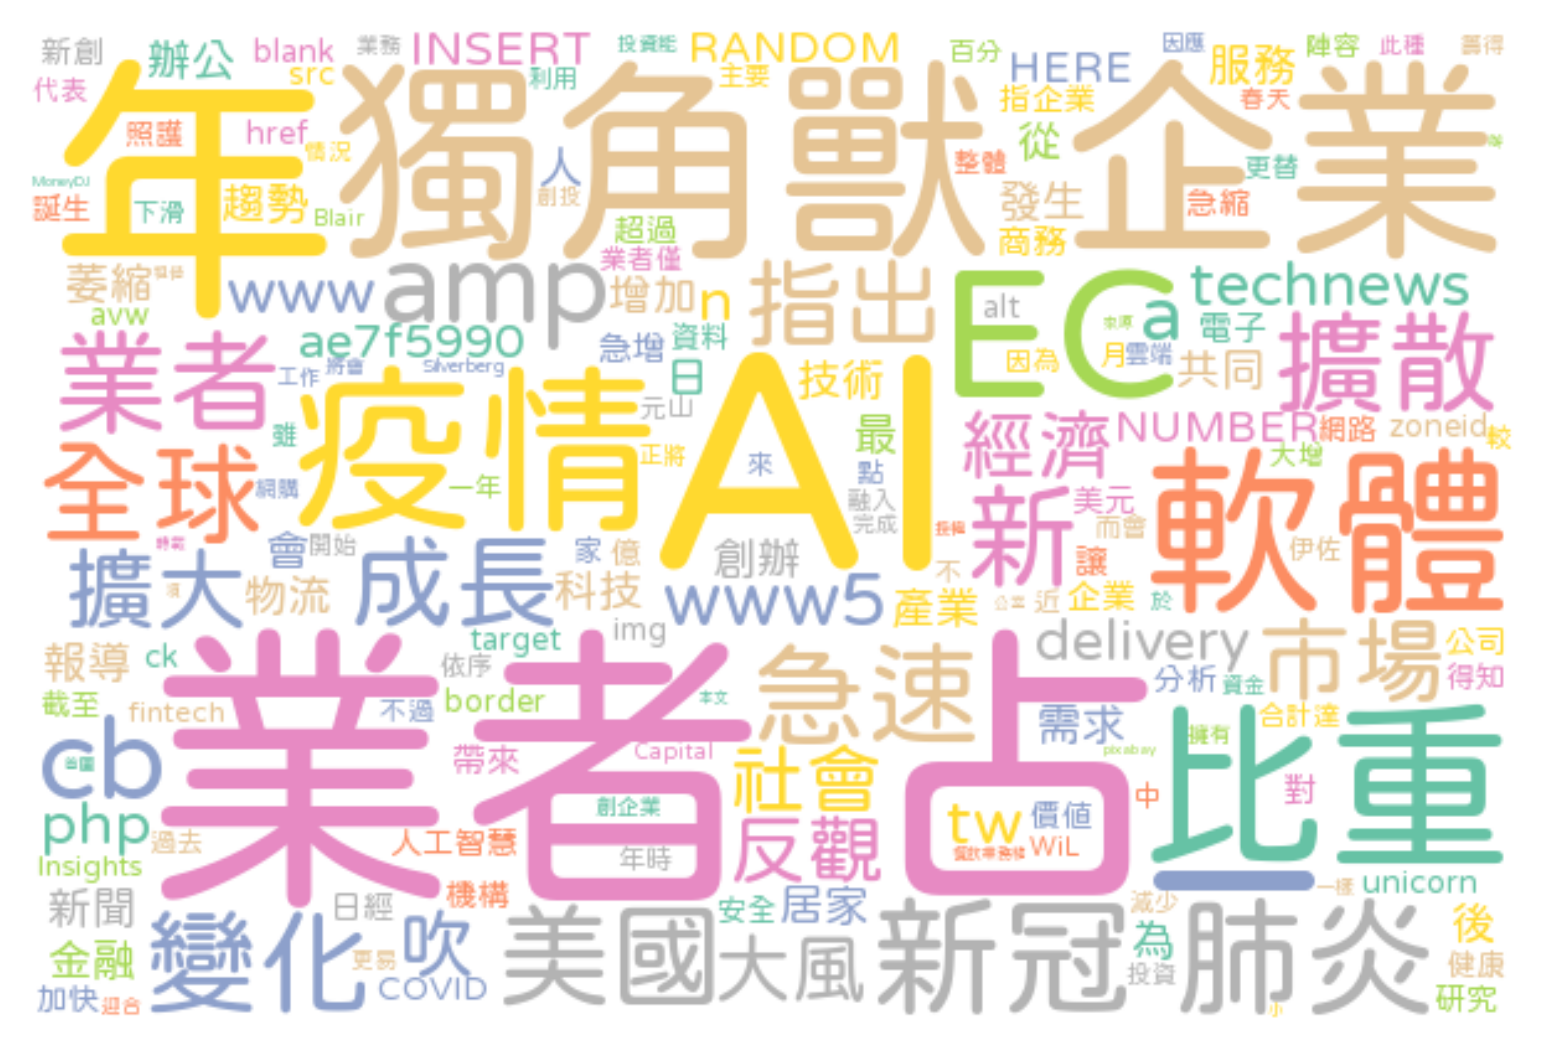 新創
辦公
blank
業務
INSERT
投資能
RANDOM
百分
因應
陣容
此種
代表
src
利用
主要
HERE
服務
年
獨角獸企業
指企業
春天
照護
href
情況
人
從
整體
更替
MoneyDJ
誕生
下滑
趨勢
Blair
創投
發生
急縮
超過
商務
業者僅
萎縮
www
amp
增加
n
指出
EC
alt
a
technews
avw
ae7f5990
急增
資料
電子
業者
工作
將會
Silverberg
日
技術
因為
月
雲端
共同
擴散
疫情
AI
元山
全球
雖
正將
最
經濟
NUMBER
網路
zoneid
較
網購
一年
來
點
大增
融入
完成
新
美元
而會
軟體
擴大
會
開始
成長
家
億
創辦
不
讓
伊佐
物流
科技
www5
產業
近
企業
於
報導
ck
target
img
delivery
市場
公司
依序
急速
分析
資金
得知
截至
fintech
不過
border
本文
需求
合計達
cb
業者占
比重
帶來
Capital
擁有
pixabay
社會
php
創企業
tw
價值
中
對
過去
人工智慧
年時
反觀
WiL
Insights
機構
一樣
unicorn
新聞
日經
安全
居家
減少
後
金融
變化
更易
吹
美國
大風
新冠肺炎
為
投資
健康
加快
迎合
COVID
小
研究